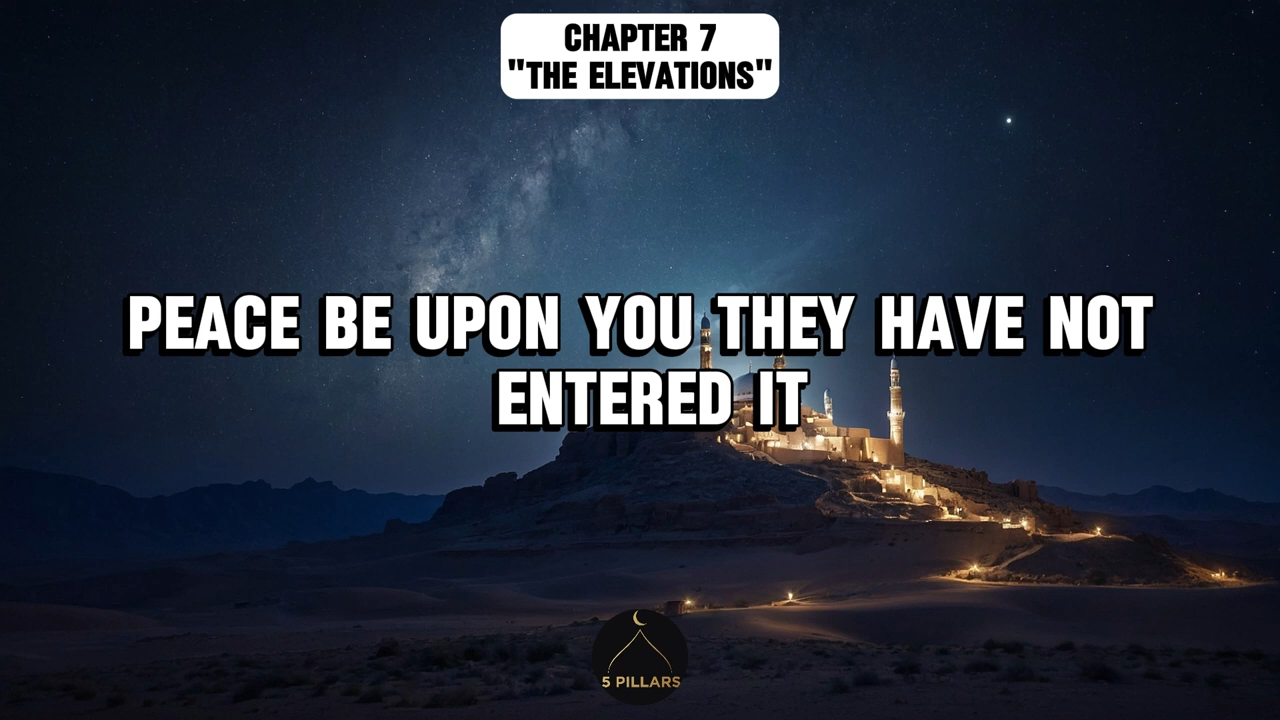 CHAPTER 7
"THE ELEVATIONS"
PEACE BE UPON YOU THEY HAVE NOT
ENTERED IT
5 PILLARS